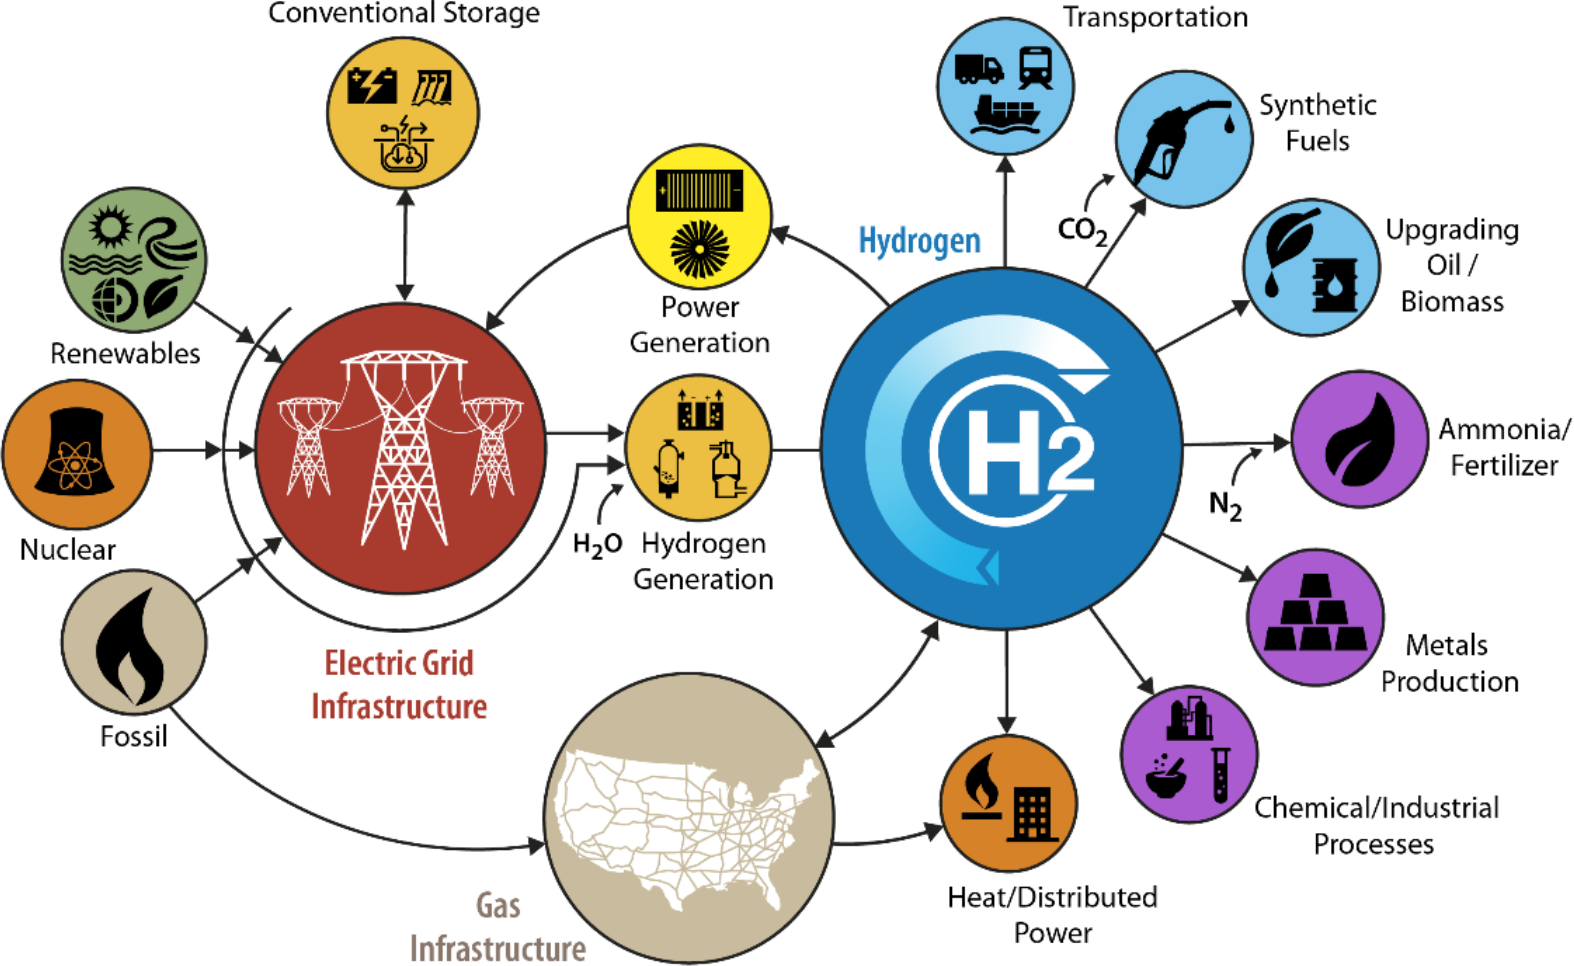 Conventional Storage
Transportation
Synthetic
Fuels
CO2
Upgrading
Oil /
Biomass
Hydrogen
Power
Generation
Renewables
H2
Ammonia/
Fertilizer
N2
Nuclear
H2O
Hydrogen
Generation
Electric Grid
Infrastructure
Metals
Production
Fossil
Chemical/Industrial
Processes
Heat/Distributed
Power
Gas
Infrastructure